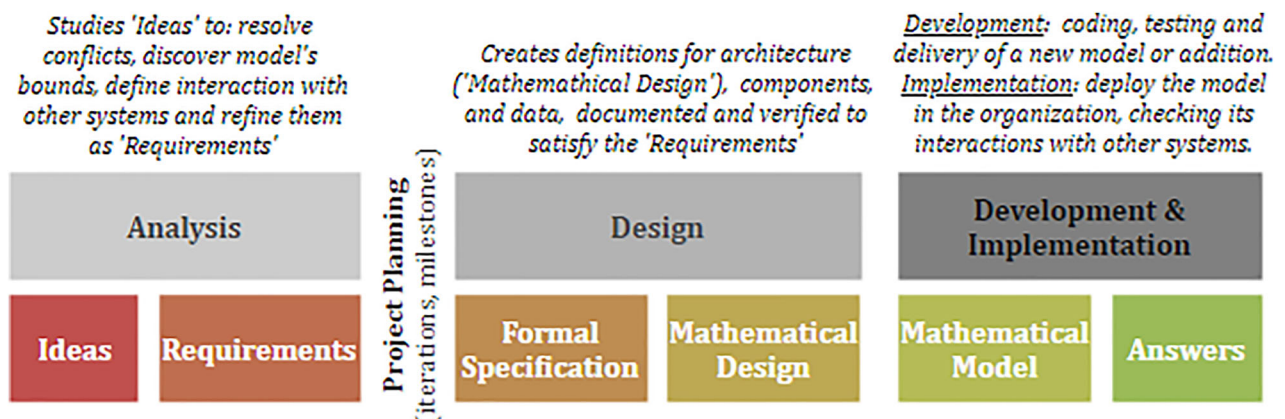 Studies 'Ideas' to: resolve
conflicts, discover model's
bounds, define interaction with
other systems and refine them
as 'Requirements'
Analysis
Ideas
Requirements
Project Planning
(iterations, milestones)
Creates definitions for architecture
('Mathemathical Design'), components,
and data, documented and verified to
satisfy the 'Requirements'
Design
Formal
Specification
Mathematical
Design
Development: coding, testing and
delivery of a new model or addition.
Implementation: deploy the model
in the organization, checking its
interactions with other systems.
Development &
Implementation
Mathematical
Model
Answers